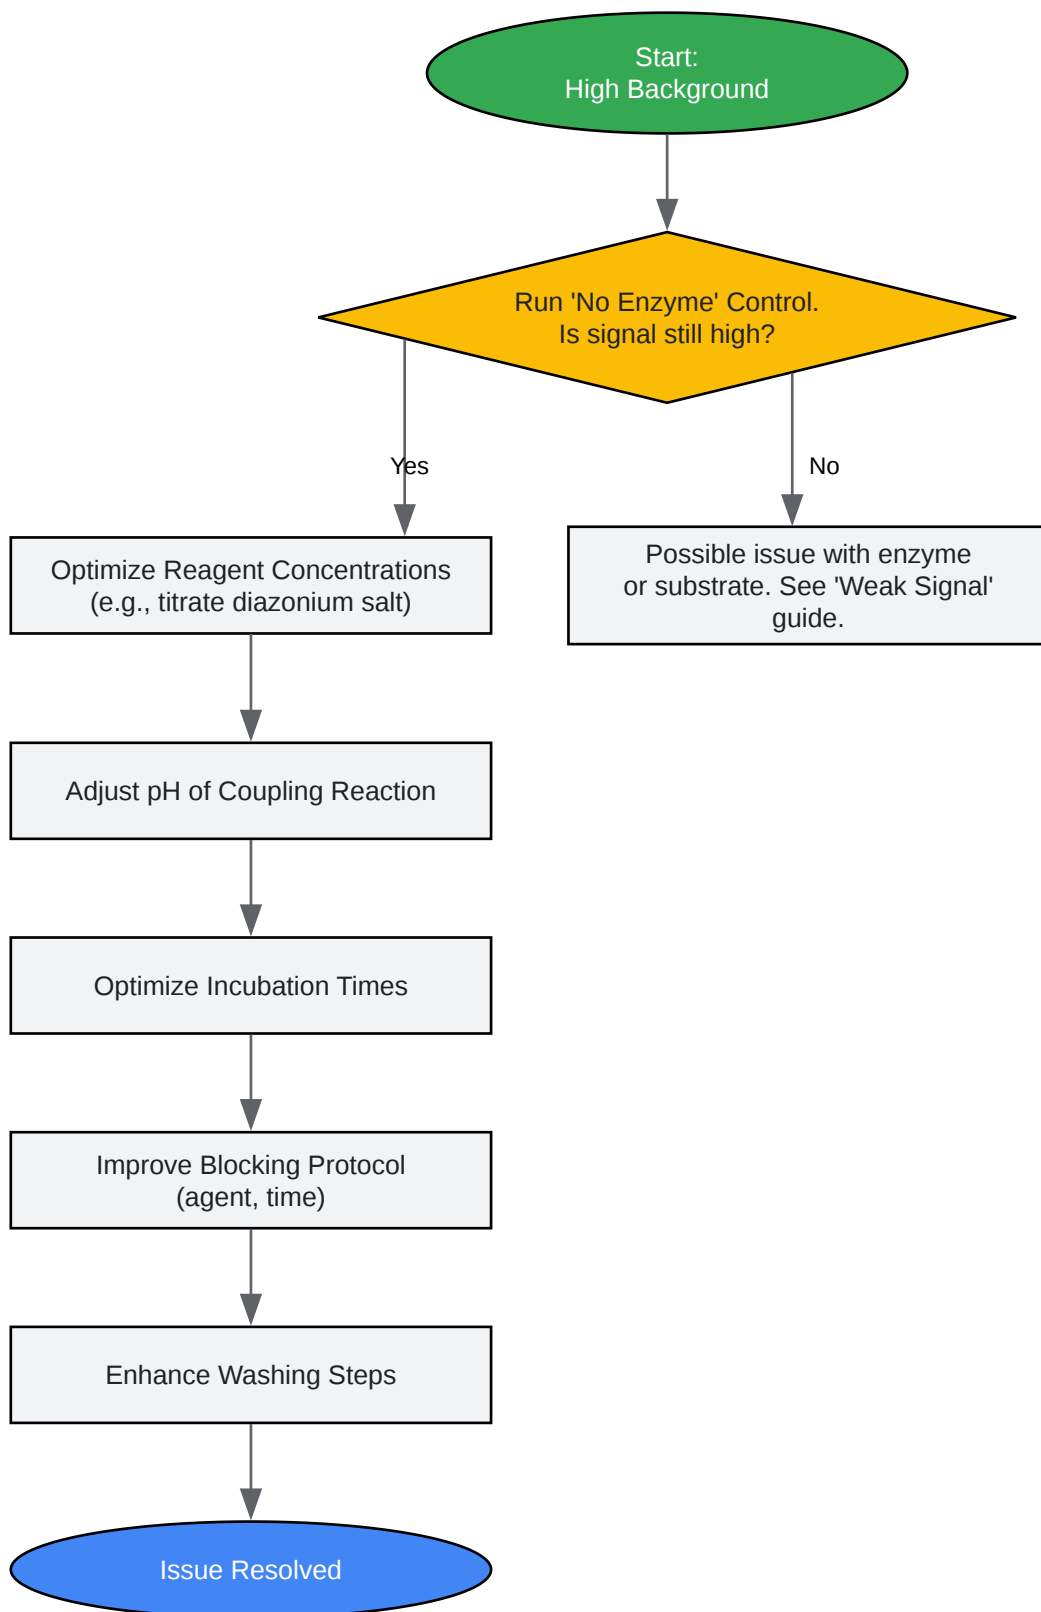 Start:
High Background
Run 'No Enzyme' Control.
Is signal still high?
Yes
No
Optimize Reagent Concentrations
(e.g., titrate diazonium salt)
Possible issue with enzyme
or substrate. See 'Weak Signal'
guide.
Adjust pH of Coupling Reaction
Optimize Incubation Times
Improve Blocking Protocol
(agent, time)
Enhance Washing Steps
Issue Resolved